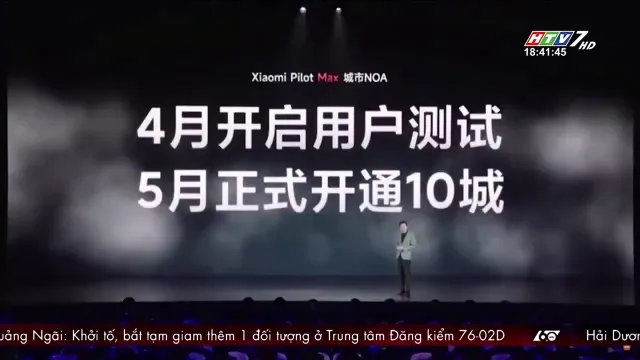 HTV7 HD
18:41:45
Xiaomi Pilot Max 城市NOA
4月开启用户测试
5月正式开通10城
uảng Ngãi: Khởi tố, bắt tạm giam thêm 1 đối tượng ở Trung tâm Đăng kiểm 76-02D
60
Hải Dươ